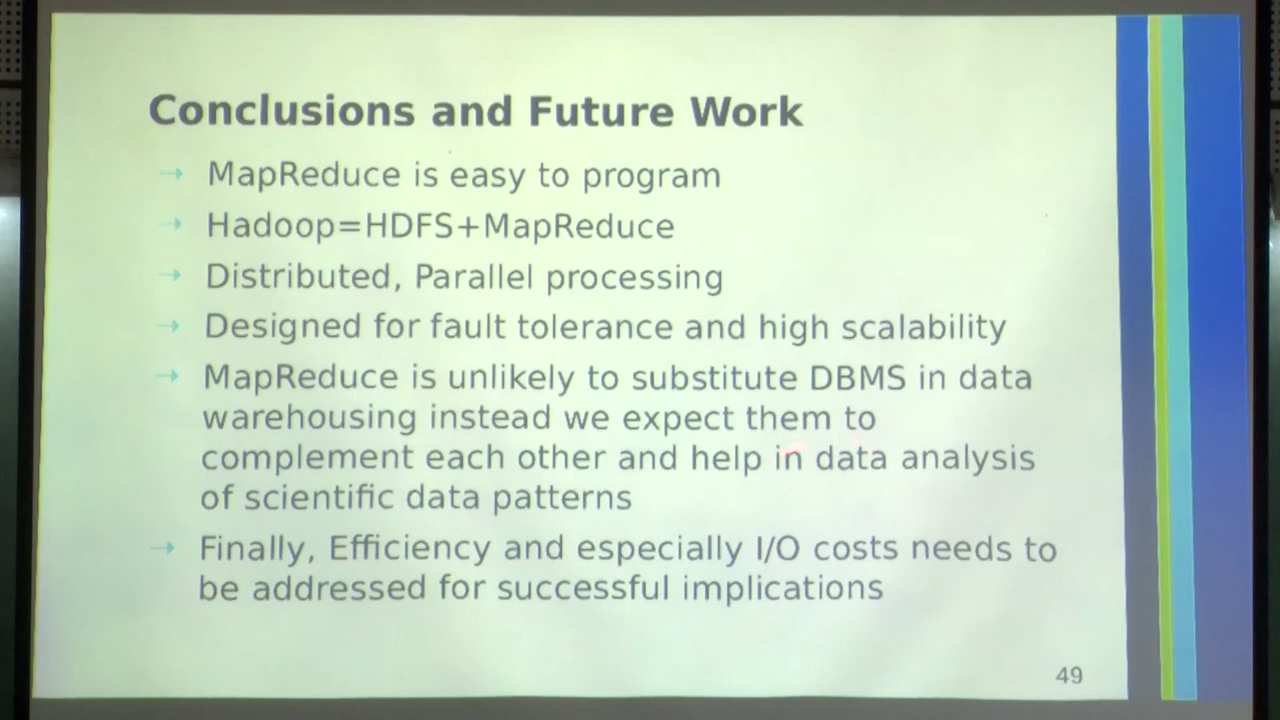 Conclusions and Future Work
→ MapReduce is easy to program
→ Hadoop=HDFS+MapReduce
→ Distributed, Parallel processing
→ Designed for fault tolerance and high scalability
→ MapReduce is unlikely to substitute DBMS in data
warehousing instead we expect them to
complement each other and help in data analysis
of scientific data patterns
→ Finally, Efficiency and especially I/O costs needs to
be addressed for successful implications
49